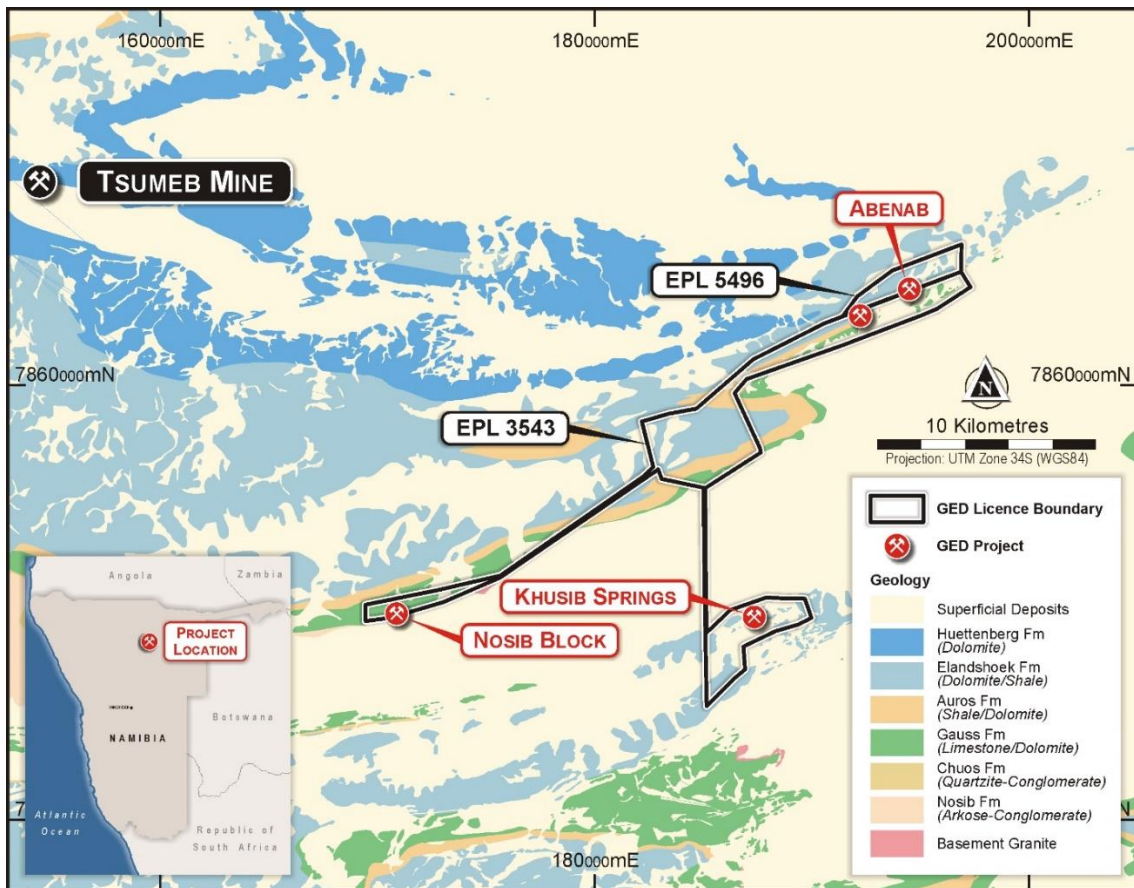 160000mE
180000mE
200000mE
TSUMEB MINE
ABENAB
EPL 5496
7860000mN
7860000mN
N
EPL 3543
10 Kilometres
Projection: UTM Zone 34S (WGS84)
GED Licence Boundary
GED Project
Geology
Superficial Deposits
Huettenberg Fm
(Dolomite)
Elandshoek Fm
(Dolomite/Shale)
Auros Fm
(Shale/Dolomite)
Gauss Fm
(Limestone/Dolomite)
Chuos Fm
(Quartzite-Conglomerate)
Nosib Fm
(Arkose-Conglomerate)
Basement Granite
KHUSIB SPRINGS
NOSIB BLOCK
Angola
Zambia
PROJECT
LOCATION
NAMIBIA
Botswana
Atlantic
Ocean
Republic of
South Africa
7
N
180000mE